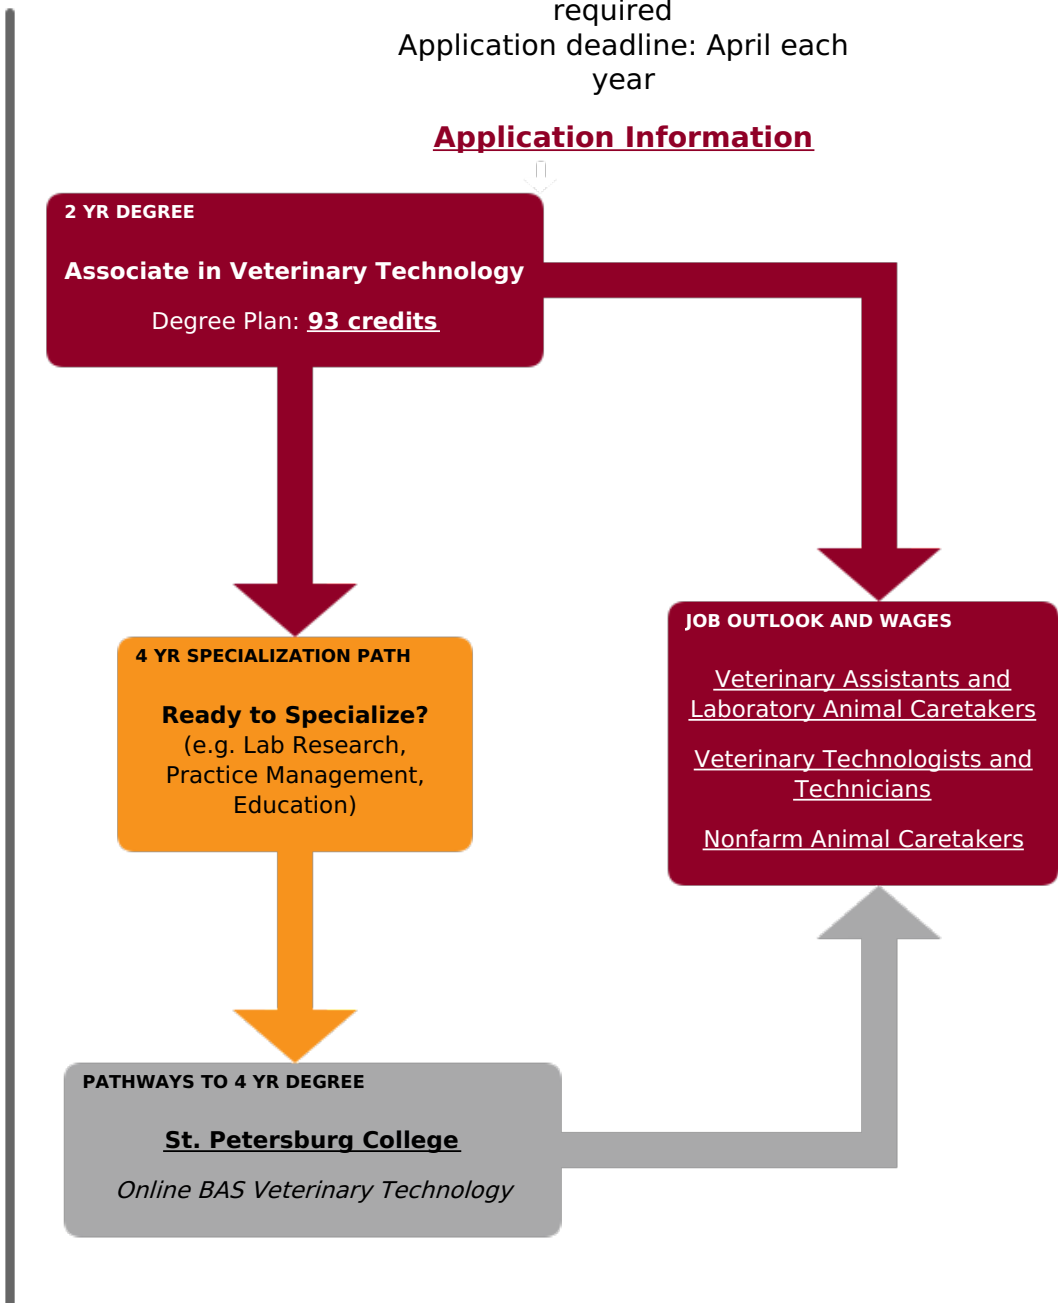 required
Application deadline: April each
year
Application Information
2 YR DEGREE
Associate in Veterinary Technology
Degree Plan: 93 credits
4 YR SPECIALIZATION PATH
Ready to Specialize?
(e.g. Lab Research,
Practice Management,
Education)
JOB OUTLOOK AND WAGES
Veterinary Assistants and
Laboratory Animal Caretakers
Veterinary Technologists and
Technicians
Nonfarm Animal Caretakers
PATHWAYS TO 4 YR DEGREE
St. Petersburg College
Online BAS Veterinary Technology